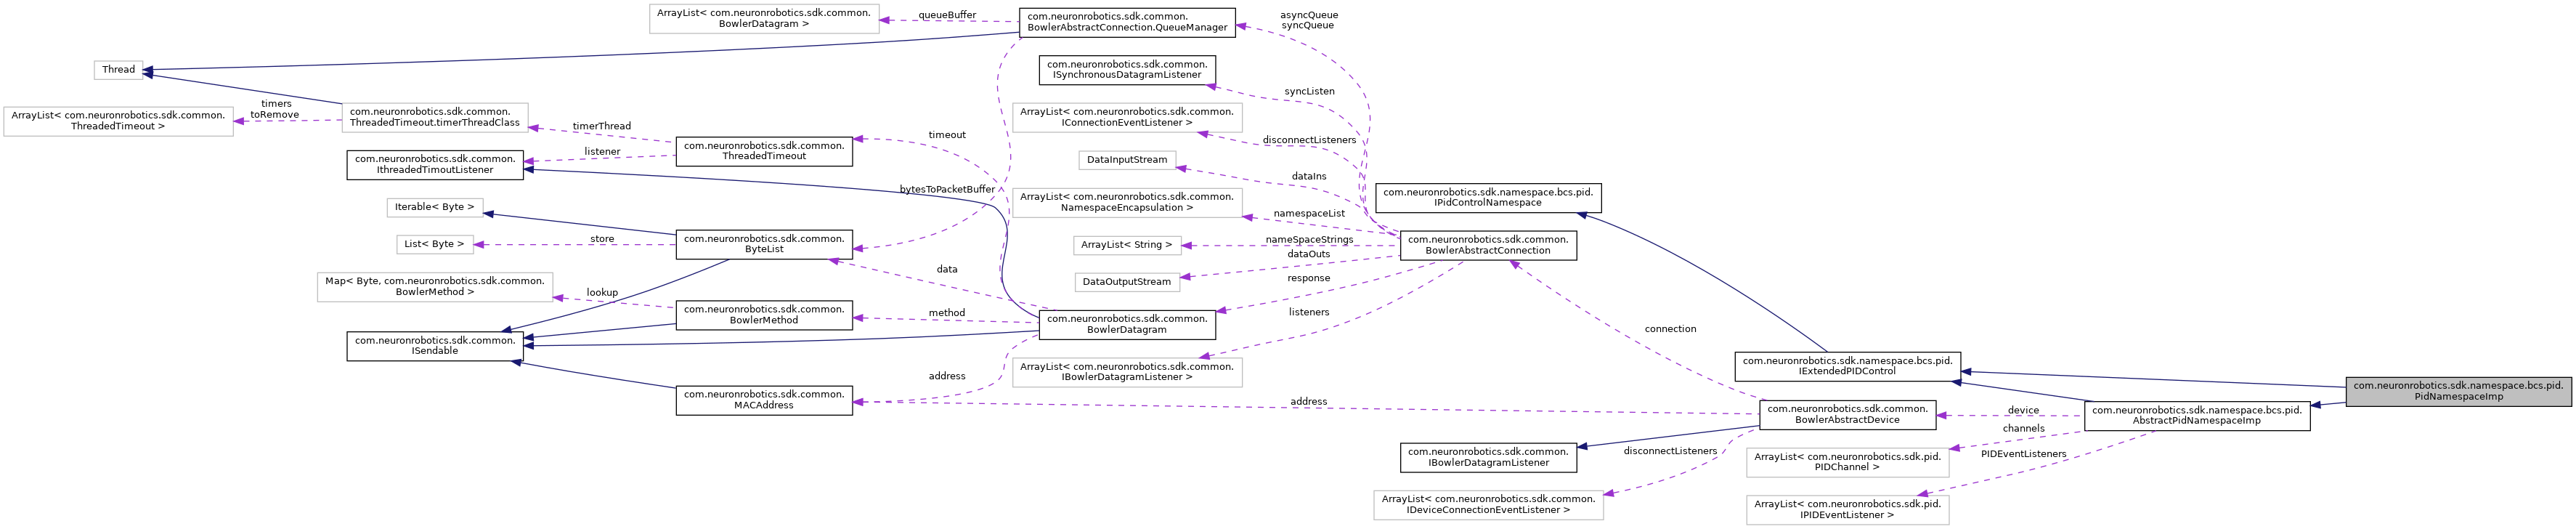 ArrayList< com.neuronrobotics.sdk.common.
BowlerDatagram >
queueBuffer
com.neuronrobotics.sdk.common.
BowlerAbstractConnection.QueueManager
asyncQueue
syncQueue
Thread
com.neuronrobotics.sdk.common.
ISynchronousDatagramListener
syncListen
ArrayList< com.neuronrobotics.sdk.common.
ThreadedTimeout >
timers
toRemove
com.neuronrobotics.sdk.common.
ThreadedTimeout.timerThreadClass
timerThread
ArrayList< com.neuronrobotics.sdk.common.
IConnectionEventListener >
disconnectListeners
com.neuronrobotics.sdk.common.
IthreadedTimoutListener
listener
com.neuronrobotics.sdk.common.
ThreadedTimeout
timeout
DataInputStream
dataIns
bytesToPacketBuffer
Iterable< Byte >
ArrayList< com.neuronrobotics.sdk.common.
NamespaceEncapsulation >
namespaceList
com.neuronrobotics.sdk.namespace.bcs.pid.
IPidControlNamespace
List< Byte >
store
com.neuronrobotics.sdk.common.
ByteList
ArrayList< String >
nameSpaceStrings
com.neuronrobotics.sdk.common.
BowlerAbstractConnection
data
DataOutputStream
dataOuts
Map< Byte, com.neuronrobotics.sdk.common.
BowlerMethod >
lookup
response
com.neuronrobotics.sdk.common.
BowlerMethod
method
com.neuronrobotics.sdk.common.
BowlerDatagram
listeners
connection
com.neuronrobotics.sdk.common.
ISendable
ArrayList< com.neuronrobotics.sdk.common.
IBowlerDatagramListener >
com.neuronrobotics.sdk.namespace.bcs.pid.
IExtendedPIDControl
com.neuronrobotics.sdk.namespace.bcs.pid.
PidNamespaceImp
address
com.neuronrobotics.sdk.common.
MACAddress
address
com.neuronrobotics.sdk.common.
BowlerAbstractDevice
device
com.neuronrobotics.sdk.namespace.bcs.pid.
AbstractPidNamespaceImp
channels
com.neuronrobotics.sdk.common.
IBowlerDatagramListener
disconnectListeners
ArrayList< com.neuronrobotics.sdk.pid.
PIDChannel >
PIDEventListeners
ArrayList< com.neuronrobotics.sdk.common.
IDeviceConnectionEventListener >
ArrayList< com.neuronrobotics.sdk.pid.
IPIDEventListener >